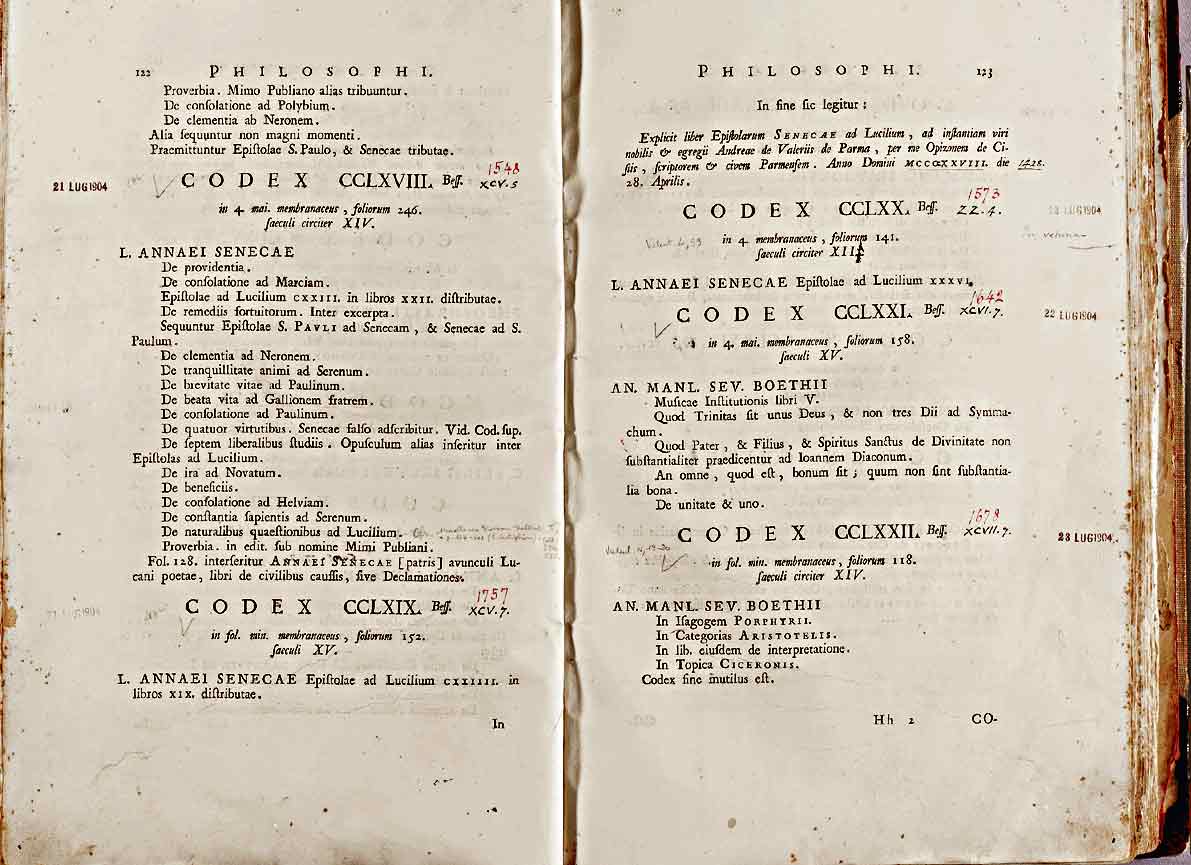 122 PHILOSOPHI.
Proverbia. Mimo Publiano alias tribuuntur.
De conſolatione ad Polybium.
De clementia ab Neronem.
Alia ſequuntur non magni momenti.
Praemittuntur Epiſtolae S. Paulo, & Senecae tributae.
1548
21 LUG 1904 CODEX CCLXVIII. Beſſ. XCV.5
in 4. mai. membranaceus, foliorum 246.
ſaeculi circiter XIV.
L. ANNAEI SENECAE
De providentia.
De conſolatione ad Marciam.
Epiſtolae ad Lucilium CXXIII. in libros XXII. diſtributae.
De remediis fortuitorum. Inter excerpta.
Sequuntur Epiſtolae S. PAVLI ad Senecam, & Senecae ad S.
Paulum.
De clementia ad Neronem.
De tranquillitate animi ad Serenum.
De brevitate vitae ad Paulinum.
De beata vita ad Gallionem fratrem.
De conſolatione ad Paulinum.
De quatuor virtutibus. Senecae falſo adſcribitur. Vid. Cod. ſup.
De ſeptem liberalibus ſtudiis. Opuſculum alias inſeritur inter
Epiſtolas ad Lucilium.
De ira ad Novatum.
De beneficiis.
De conſolatione ad Helviam.
De conſtantia ſapientis ad Serenum.
De naturalibus quaeſtionibus ad Lucilium.
Proverbia. in edit. ſub nomine Mimi Publiani.
Fol. 128. interſeritur ANNAEI SENECAE [patris] avunculi Lu-
cani poetae, libri de civilibus cauſſis, ſive Declamationes.
1757
CODEX CCLXIX. Beſſ. XCV.7.
in fol. min. membranaceus, foliorum 152.
ſaeculi XV.
L. ANNAEI SENECAE Epiſtolae ad Lucilium CXXIIII. in
libros XIX. diſtributae.
In
PHILOSOPHI. 123
In fine ſic legitur:
Explicit liber Epiſtolarum SENECAE ad Lucilium, ad inſtantiam viri
nobilis & egregii Andreae de Valeriis de Parma, per me Opizonem de Ci-
ſiis, ſcriptorem & civem Parmenſem. Anno Domini MCCCCXXVIII. die 1428.
28. Aprilis.
1573
CODEX CCLXX. Beſſ. ZZ.4.
in 4. membranaceus, foliorum 141.
ſaeculi circiter XII
L. ANNAEI SENECAE Epiſtolae ad Lucilium XXXVI.
1642
CODEX CCLXXI. Beſſ. XCVI.7. 22 LUG 1904
in 4. mai. membranaceus, foliorum 158.
ſaeculi XV.
AN. MANL. SEV. BOETHII
Muſicae Inſtitutionis libri V.
Quod Trinitas ſit unus Deus, & non tres Dii ad Symma-
chum.
Quod Pater, & Filius, & Spiritus Sanctus de Divinitate non
ſubſtantialiter praedicentur ad Ioannem Diaconum.
An omne, quod eſt, bonum ſit; quum non ſint ſubſtantia-
lia bona.
De unitate & uno.
1678
CODEX CCLXXII. Beſſ. XCVII.7. 23 LUG 1904
in fol. min. membranaceus, foliorum 118.
ſaeculi circiter XIV.
AN. MANL. SEV. BOETHII
In Iſagogem PORPHYRII.
In Categorias ARISTOTELIS.
In lib. eiuſdem de interpretatione.
In Topica CICERONIS.
Codex fine mutilus eſt.
Hh 2 CO-